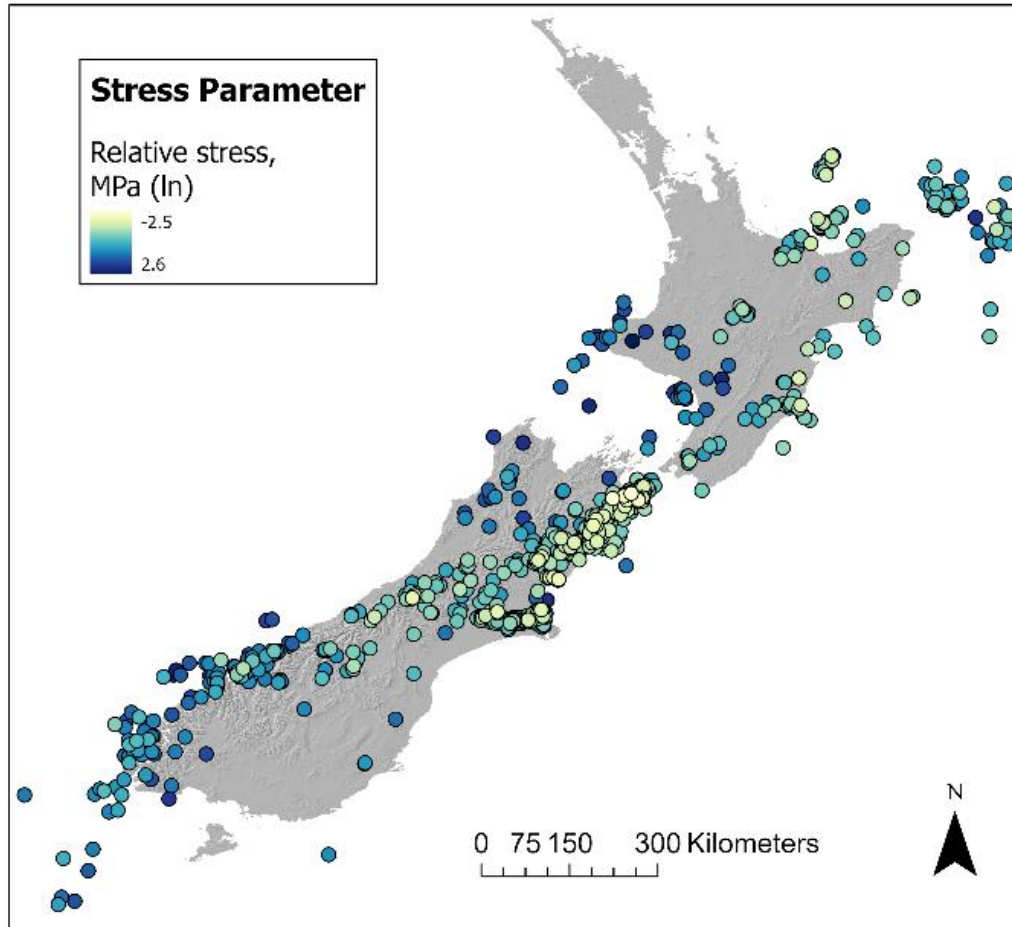 Stress Parameter
Relative stress,
MPa (ln)
-2.5
2.6
N
0 75 150 300 Kilometers